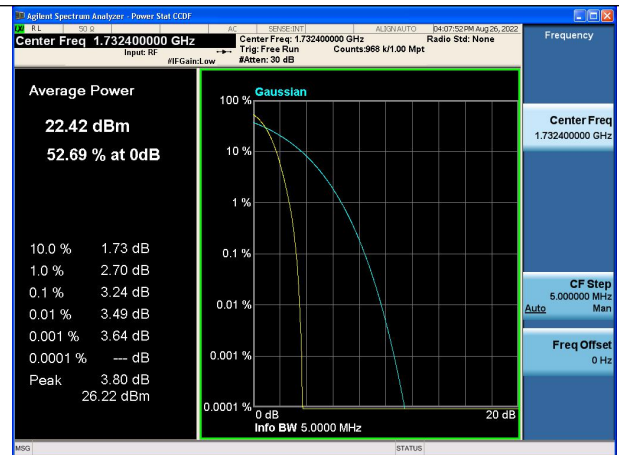 Agilent Spectrum Analyzer - Power Stat CCDF
RL 50 Ω AC SENSE:INT ALIGN AUTO 04:07:52PM Aug 26, 2022
Center Freq 1.732400000 GHz
Center Freq: 1.732400000 GHz
Radio Std: None
Input: RF
Trig: Free Run
Counts:968 k/1.00 Mpt
#IFGain:Low
#Atten: 30 dB
Frequency
Average Power
22.42 dBm
52.69 % at 0dB
10.0 % 1.73 dB
1.0 % 2.70 dB
0.1 % 3.24 dB
0.01 % 3.49 dB
0.001 % 3.64 dB
0.0001 % --- dB
Peak 3.80 dB
26.22 dBm
Gaussian
100 %
10 %
1 %
0.1 %
0.01 %
0.001 %
0.0001 %
0 dB
20 dB
Info BW 5.0000 MHz
Center Freq
1.732400000 GHz
CF Step
5.000000 MHz
Auto Man
Freq Offset
0 Hz
MSG
STATUS